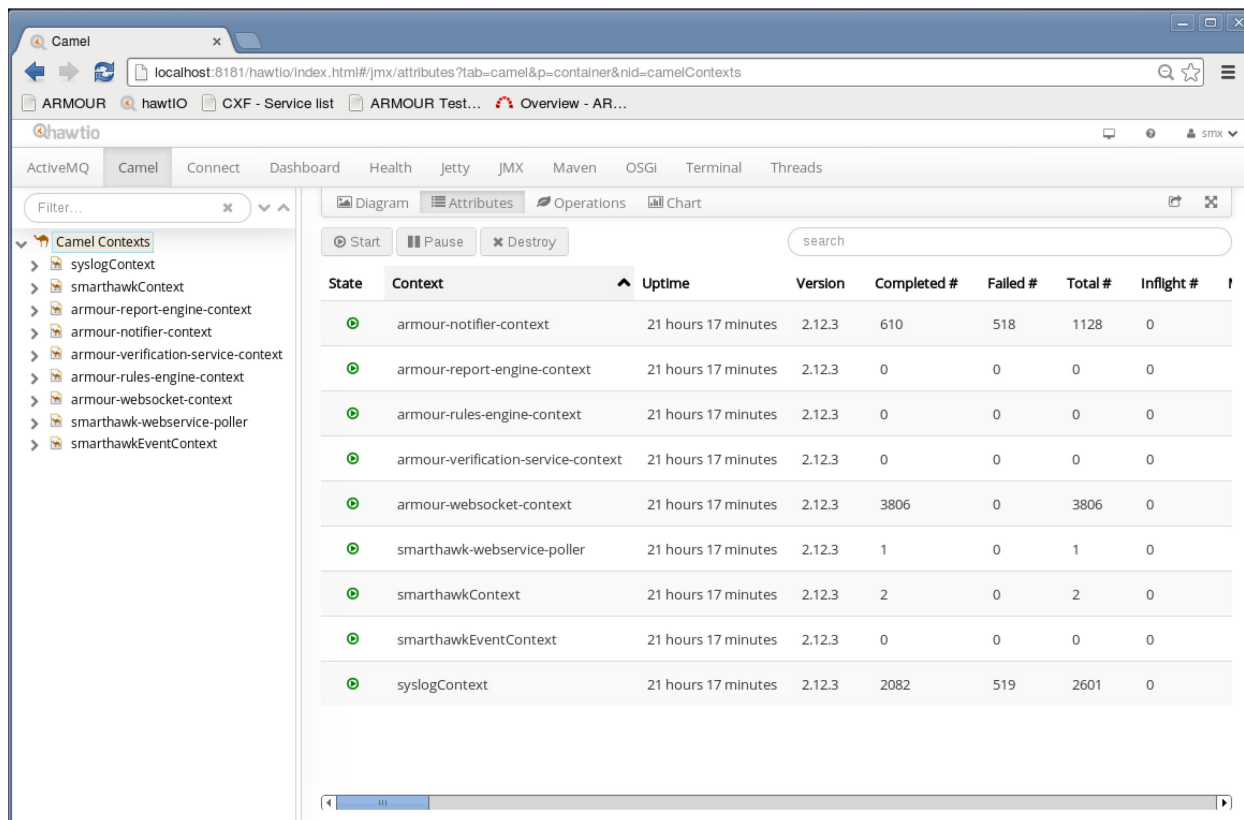 Camel
localhost:8181/hawtio/index.html#/jmx/attributes?tab=camel&p=container&nid=camelContexts
ARMOUR hawtIO CXF - Service list ARMOUR Test... Overview - AR...
hawtio smx
ActiveMQ Camel Connect Dashboard Health Jetty JMX Maven OSGi Terminal Threads
Filter... Diagram Attributes Operations Chart
Camel Contexts
syslogContext
smarthawkContext
armour-report-engine-context
armour-notifier-context
armour-verification-service-context
armour-rules-engine-context
armour-websocket-context
smarthawk-webservice-poller
smarthawkEventContext
Start Pause Destroy search
State Context Uptime Version Completed # Failed # Total # Inflight #
armour-notifier-context 21 hours 17 minutes 2.12.3 610 518 1128 0
armour-report-engine-context 21 hours 17 minutes 2.12.3 0 0 0 0
armour-rules-engine-context 21 hours 17 minutes 2.12.3 0 0 0 0
armour-verification-service-context 21 hours 17 minutes 2.12.3 0 0 0 0
armour-websocket-context 21 hours 17 minutes 2.12.3 3806 0 3806 0
smarthawk-webservice-poller 21 hours 17 minutes 2.12.3 1 0 1 0
smarthawkContext 21 hours 17 minutes 2.12.3 2 0 2 0
smarthawkEventContext 21 hours 17 minutes 2.12.3 0 0 0 0
syslogContext 21 hours 17 minutes 2.12.3 2082 519 2601 0